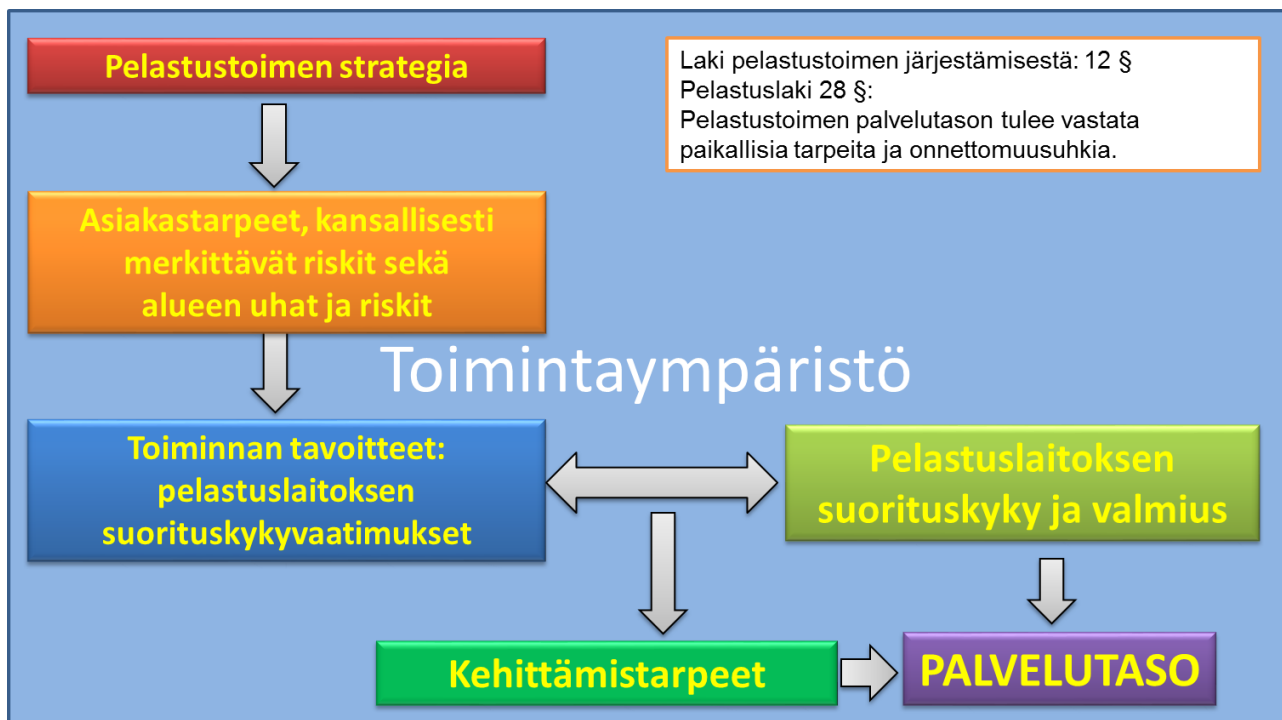 Pelastustoimen strategia
Laki pelastustoimen järjestämisestä: 12 §
Pelastuslaki 28 §:
Pelastustoimen palvelutason tulee vastata
paikallisia tarpeita ja onnettomuusuhkia.
Asiakastarpeet, kansallisesti
merkittävät riskit sekä
alueen uhat ja riskit
Toimintaympäristö
Toiminnan tavoitteet:
pelastuslaitoksen
suorituskykyvaatimukset
Pelastuslaitoksen
suorituskyky ja valmius
Kehittämistarpeet
PALVELUTASO